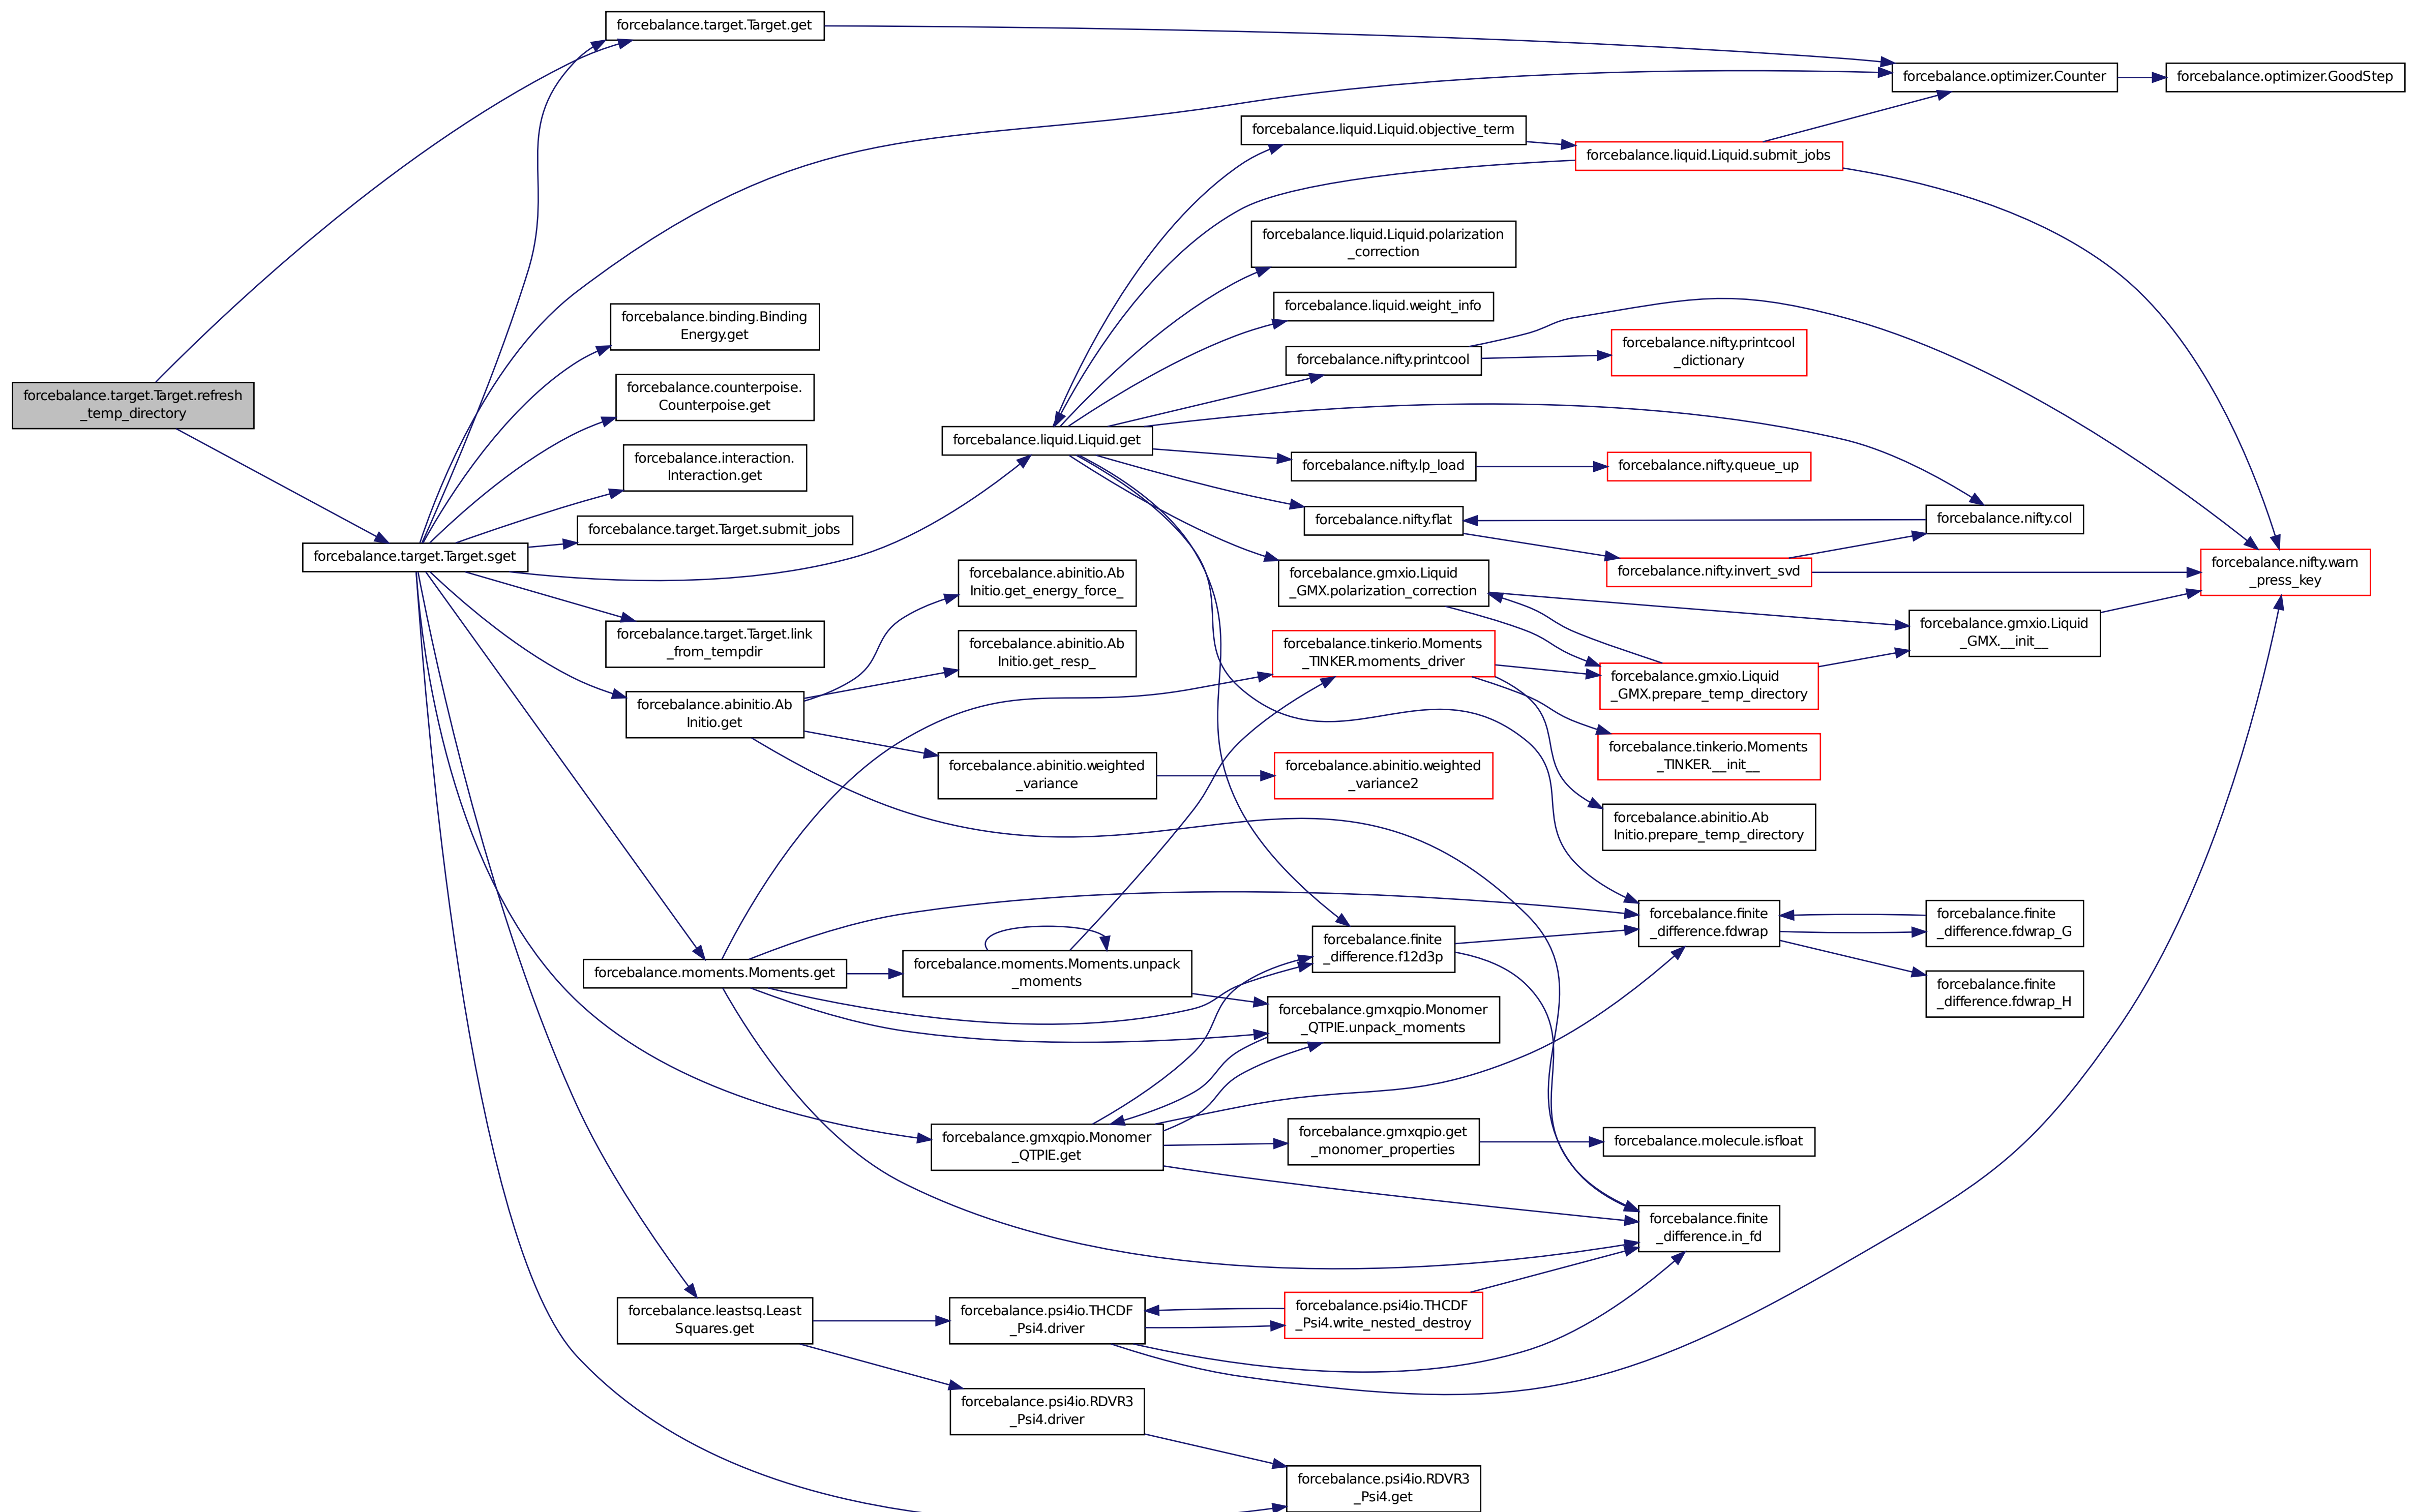 forcebalance.target.Target.refresh
_temp_directory
forcebalance.target.Target.sget
forcebalance.target.Target.get
forcebalance.binding.Binding
Energy.get
forcebalance.counterpoise.
Counterpoise.get
forcebalance.interaction.
Interaction.get
forcebalance.target.Target.submit_jobs
forcebalance.target.Target.link
_from_tempdir
forcebalance.abinitio.Ab
Initio.get
forcebalance.moments.Moments.get
forcebalance.leastsq.Least
Squares.get
forcebalance.liquid.Liquid.get
forcebalance.abinitio.Ab
Initio.get_energy_force_
forcebalance.abinitio.Ab
Initio.get_resp_
forcebalance.abinitio.weighted
_variance
forcebalance.moments.Moments.unpack
_moments
forcebalance.gmxqpio.Monomer
_QTPIE.get
forcebalance.psi4io.THCDF
_Psi4.driver
forcebalance.psi4io.RDVR3
_Psi4.driver
forcebalance.liquid.Liquid.objective_term
forcebalance.liquid.Liquid.polarization
_correction
forcebalance.liquid.weight_info
forcebalance.nifty.printcool
forcebalance.nifty.lp_load
forcebalance.nifty.flat
forcebalance.gmxio.Liquid
_GMX.polarization_correction
forcebalance.tinkerio.Moments
_TINKER.moments_driver
forcebalance.abinitio.weighted
_variance2
forcebalance.finite
_difference.f12d3p
forcebalance.gmxqpio.Monomer
_QTPIE.unpack_moments
forcebalance.gmxqpio.get
_monomer_properties
forcebalance.psi4io.THCDF
_Psi4.write_nested_destroy
forcebalance.psi4io.RDVR3
_Psi4.get
forcebalance.liquid.Liquid.submit_jobs
forcebalance.nifty.printcool
_dictionary
forcebalance.nifty.queue_up
forcebalance.nifty.invert_svd
forcebalance.gmxio.Liquid
_GMX.prepare_temp_directory
forcebalance.tinkerio.Moments
_TINKER.__init__
forcebalance.abinitio.Ab
Initio.prepare_temp_directory
forcebalance.finite
_difference.fdwrap
forcebalance.molecule.isfloat
forcebalance.finite
_difference.in_fd
forcebalance.optimizer.Counter
forcebalance.nifty.col
forcebalance.gmxio.Liquid
_GMX.__init__
forcebalance.finite
_difference.fdwrap_G
forcebalance.finite
_difference.fdwrap_H
forcebalance.optimizer.GoodStep
forcebalance.nifty.warn
_press_key